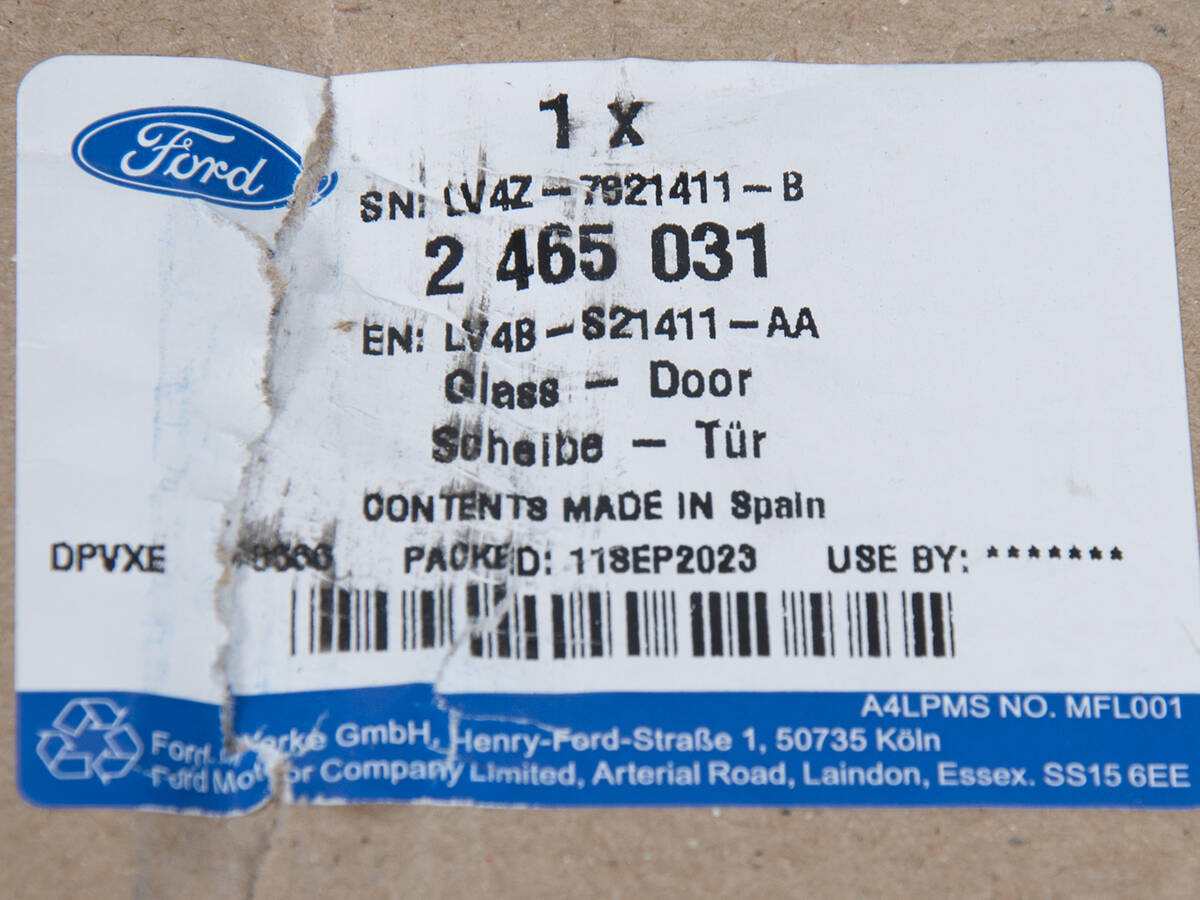 Ford
1 x
SN: LV4Z-7821411-B
2 465 031
EN: LV4B-S21411-AA
Glass - Door
Scheibe - Tür
CONTENTS MADE IN Spain
DPVXE PACKED: 11SEP2023 USE BY: *******
A4LPMS NO. MFL001
GmbH, Henry-Ford-Straße 1, 50735 Köln
Ford Motor Company Limited, Arterial Road, Laindon, Essex. SS15 6EE